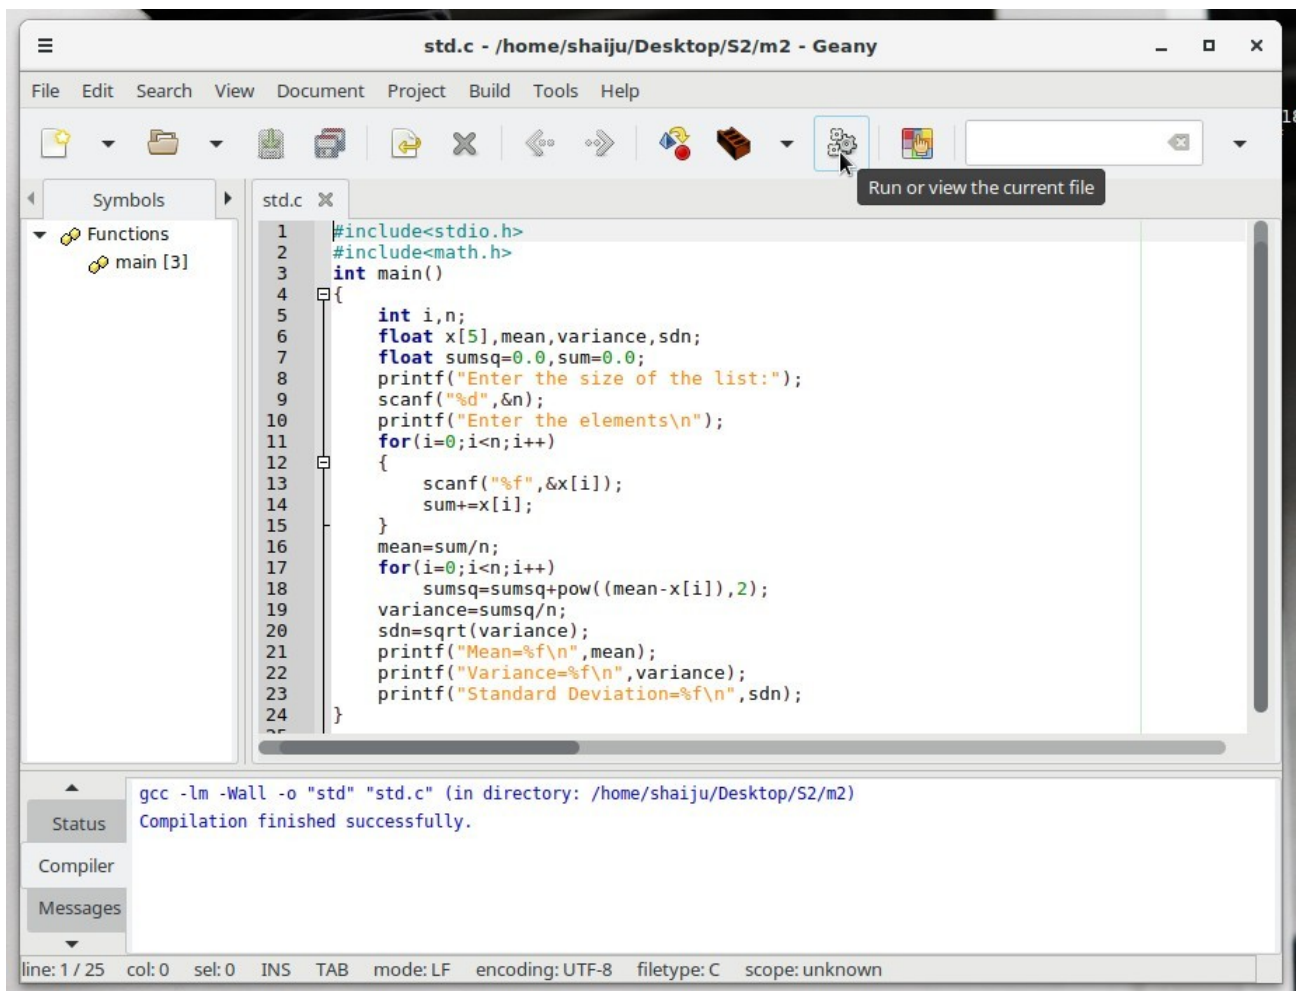 std.c - /home/shaiju/Desktop/S2/m2 - Geany
File Edit Search View Document Project Build Tools Help
18
Run or view the current file
Symbols
std.c
Functions
main [3]
1 #include<stdio.h>
2 #include<math.h>
3 int main()
4 {
5 int i,n;
6 float x[5],mean,variance,sdn;
7 float sumsq=0.0,sum=0.0;
8 printf("Enter the size of the list:");
9 scanf("%d",&n);
10 printf("Enter the elements\n");
11 for(i=0;i<n;i++)
12 {
13 scanf("%f",&x[i]);
14 sum+=x[i];
15 }
16 mean=sum/n;
17 for(i=0;i<n;i++)
18 sumsq=sumsq+pow((mean-x[i]),2);
19 variance=sumsq/n;
20 sdn=sqrt(variance);
21 printf("Mean=%f\n",mean);
22 printf("Variance=%f\n",variance);
23 printf("Standard Deviation=%f\n",sdn);
24 }
Status
Compiler
Messages
gcc -lm -Wall -o "std" "std.c" (in directory: /home/shaiju/Desktop/S2/m2)
Compilation finished successfully.
line: 1 / 25 col: 0 sel: 0 INS TAB mode: LF encoding: UTF-8 filetype: C scope: unknown